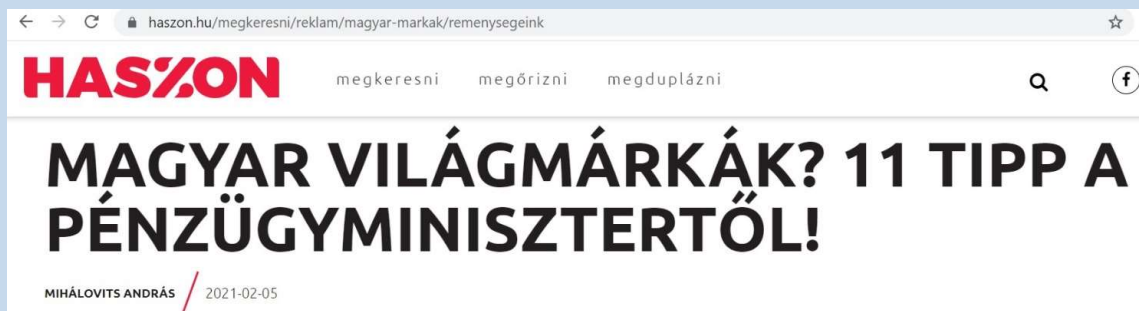 haszon.hu/megkeresni/reklam/magyar-markak/remenysegeink
HASZON megkeresni megőrizni megduplázni f
MAGYAR VILÁGMÁRKÁK? 11 TIPP A
PÉNZÜGYMINISZTERTŐL!
MIHÁLOVITS ANDRÁS / 2021-02-05